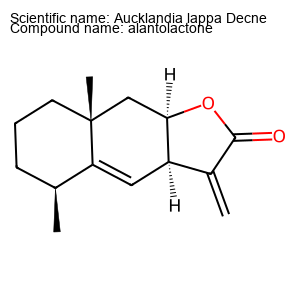 Scientific name: Aucklandia lappa Decne
Compound name: alantolactone
H
O
O
H